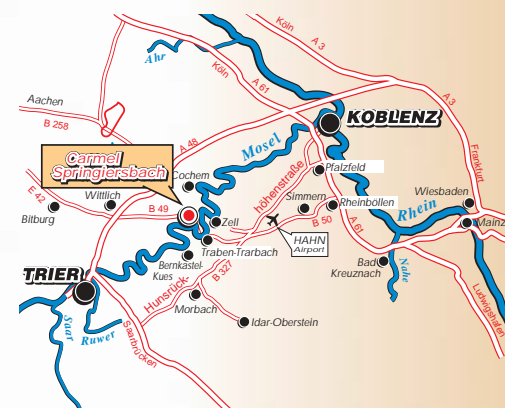 Ahr
Köln
Köln
A 3
A 61
Aachen
B 258
A 3
KOBLENZ
Mosel
A 48
Carmel
Springiersbach
Frankfurt
Cochem
höhenstraße
Pfalzfeld
E 42
Wittlich
Simmern
Rheinböllen
Wiesbaden
Rhein
Bitburg
B 49
Zell
B 50
A 61
Mainz
HAHN
Airport
Traben-Trarbach
Bernkastel-
Kues
Bad
Kreuznach
Nahe
TRIER
B 327
Hunsrück-
Morbach
Ludwigshafen
Idar-Oberstein
Saar
Ruwer
Saarbrücken